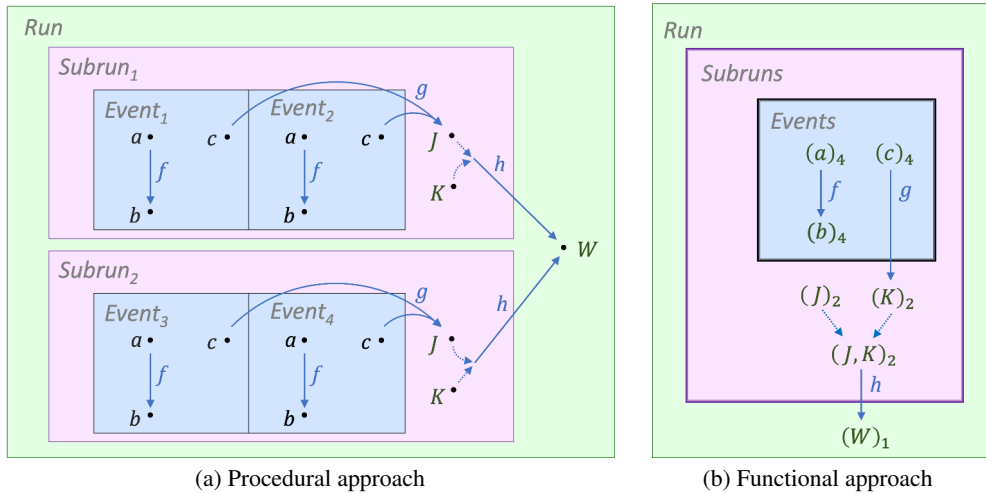 Run
Subrun₁
Event₁ Event₂
a c a c g J
f f h
K
b b
W
Subrun₂
Event₃ Event₄
g h
a c a c J
f f
K
b b
(a) Procedural approach
Run
Subruns
Events
(a)₄ (c)₄
f g
(b)₄
(J)₂ (K)₂
(J, K)₂
h
(W)₁
(b) Functional approach